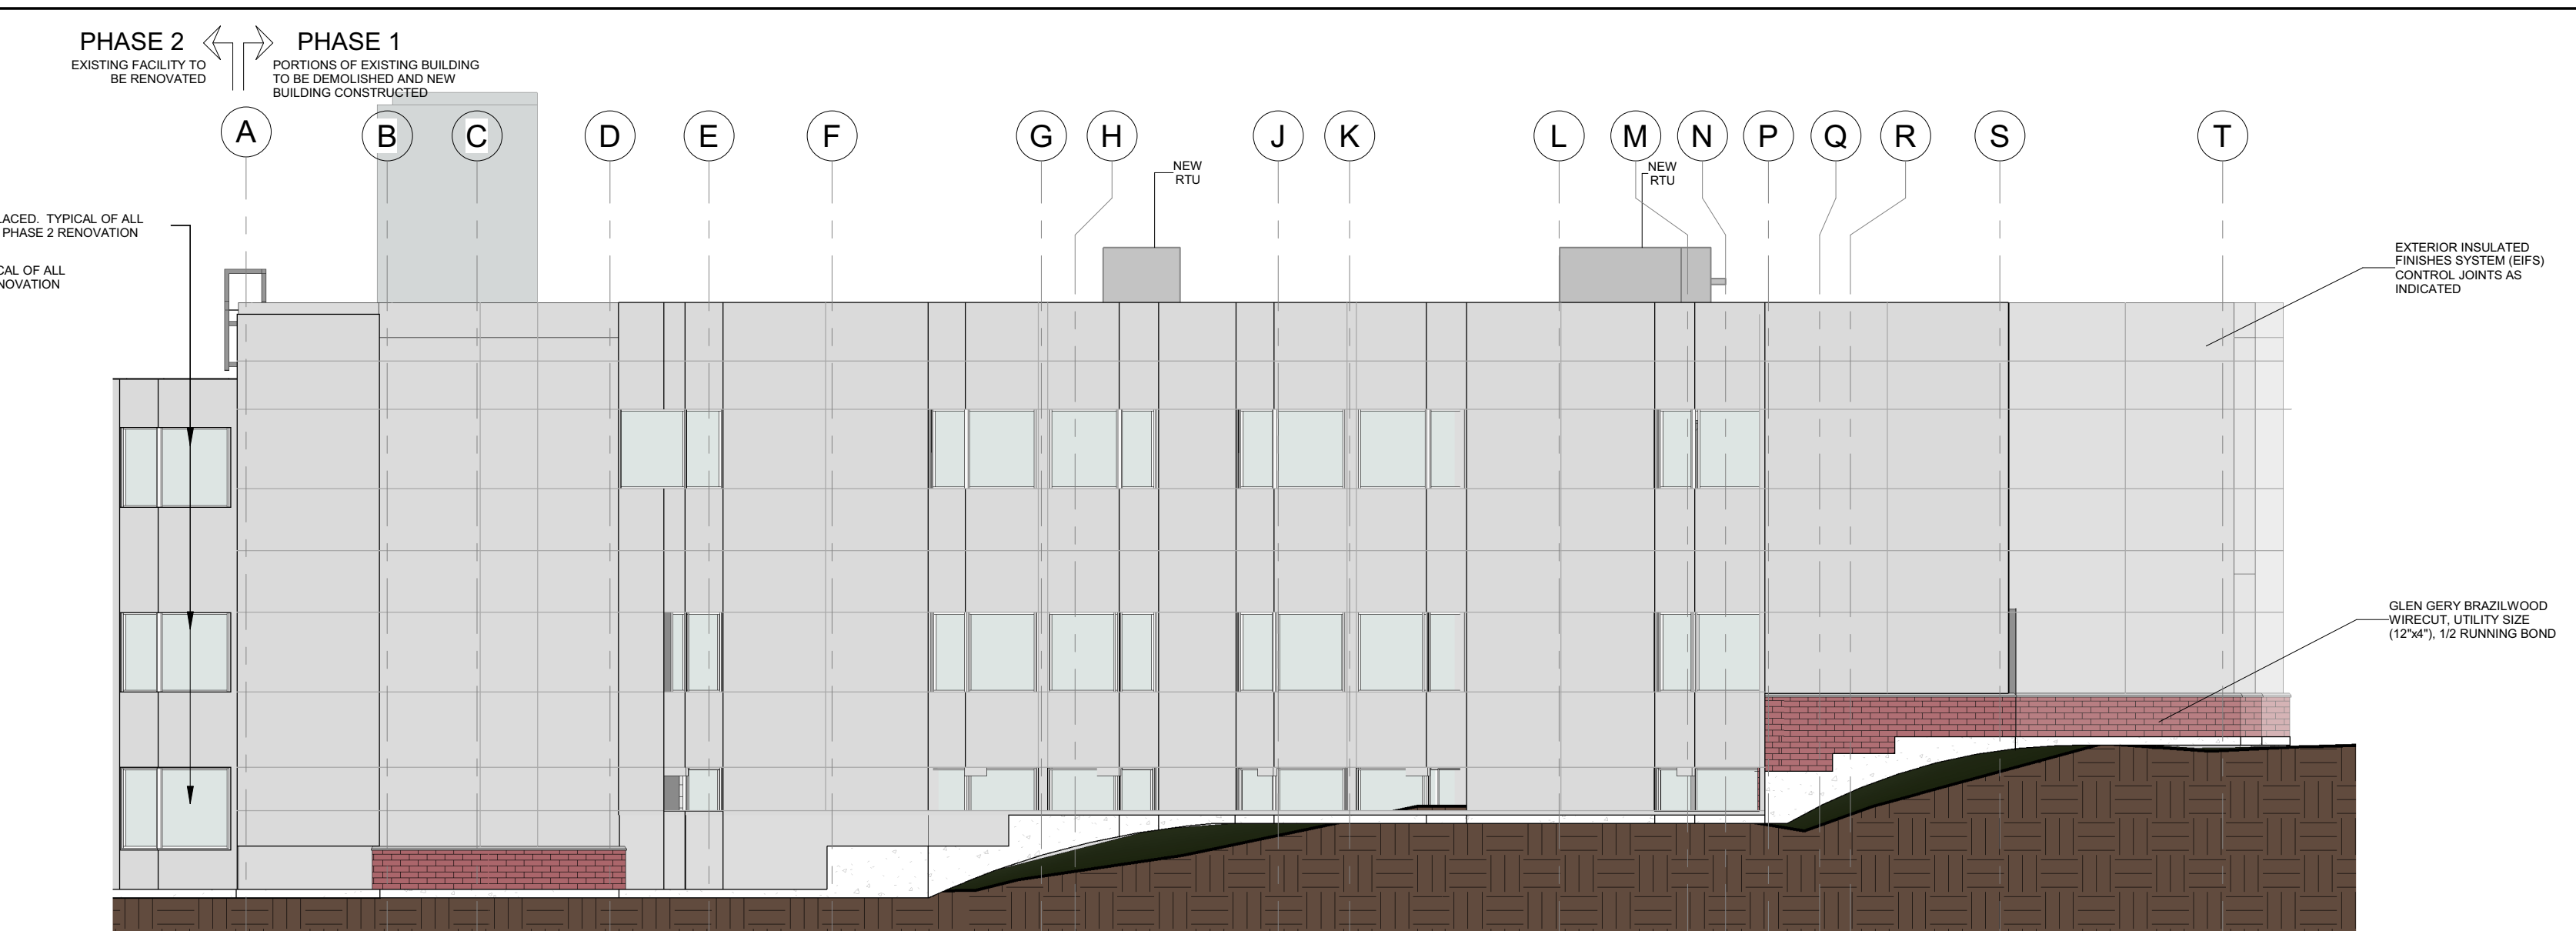 PHASE 2
PHASE 1
EXISTING FACILITY TO
BE RENOVATED
PORTIONS OF EXISTING BUILDING
TO BE DEMOLISHED AND NEW
BUILDING CONSTRUCTED
A
B
C
D
E
F
G
H
J
K
L
M
N
P
Q
R
S
T
NEW
RTU
NEW
RTU
LACED. TYPICAL OF ALL
PHASE 2 RENOVATION
CAL OF ALL
NOVATION
EXTERIOR INSULATED
FINISHES SYSTEM (EIFS)
CONTROL JOINTS AS
INDICATED
GLEN GERY BRAZILWOOD
WIRECUT, UTILITY SIZE
(12"x4"), 1/2 RUNNING BOND